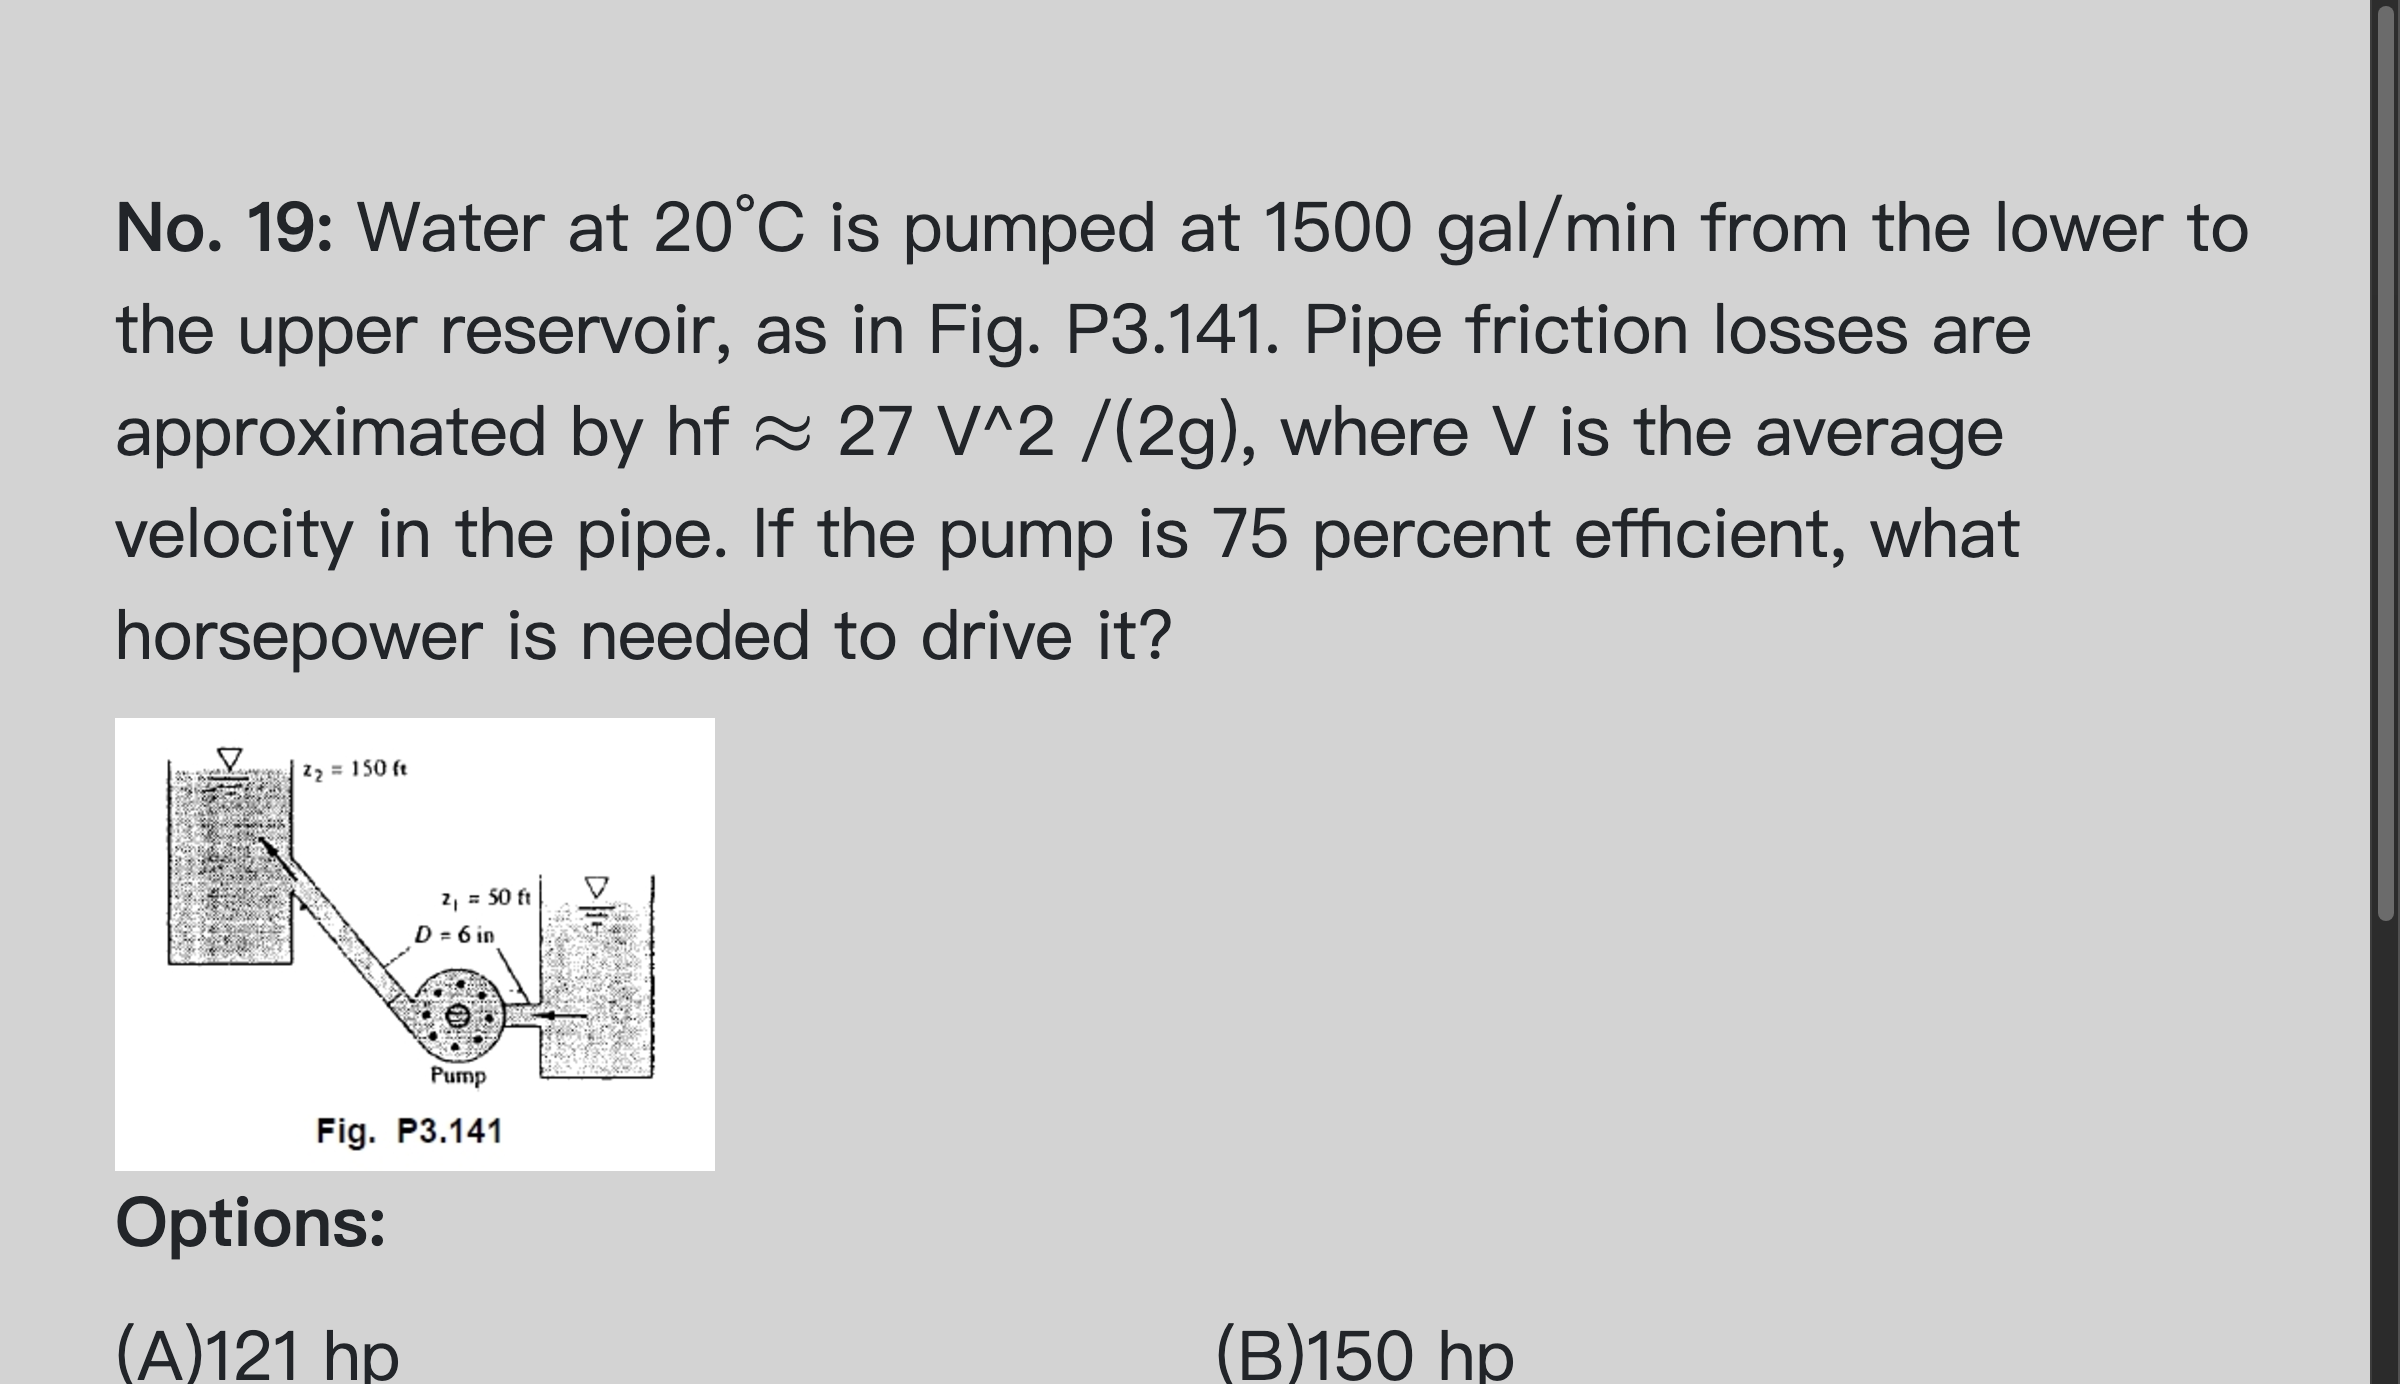 No. 19: Water at 20°C is pumped at 1500 gal/min from the lower to
the upper reservoir, as in Fig. P3.141. Pipe friction losses are
approximated by hf ≈ 27 V^2 /(2g), where V is the average
velocity in the pipe. If the pump is 75 percent efficient, what
horsepower is needed to drive it?
z₂ = 150 ft
z₁ = 50 ft
D = 6 in
Pump
Fig. P3.141
Options:
(A)121 hp
(B)150 hp